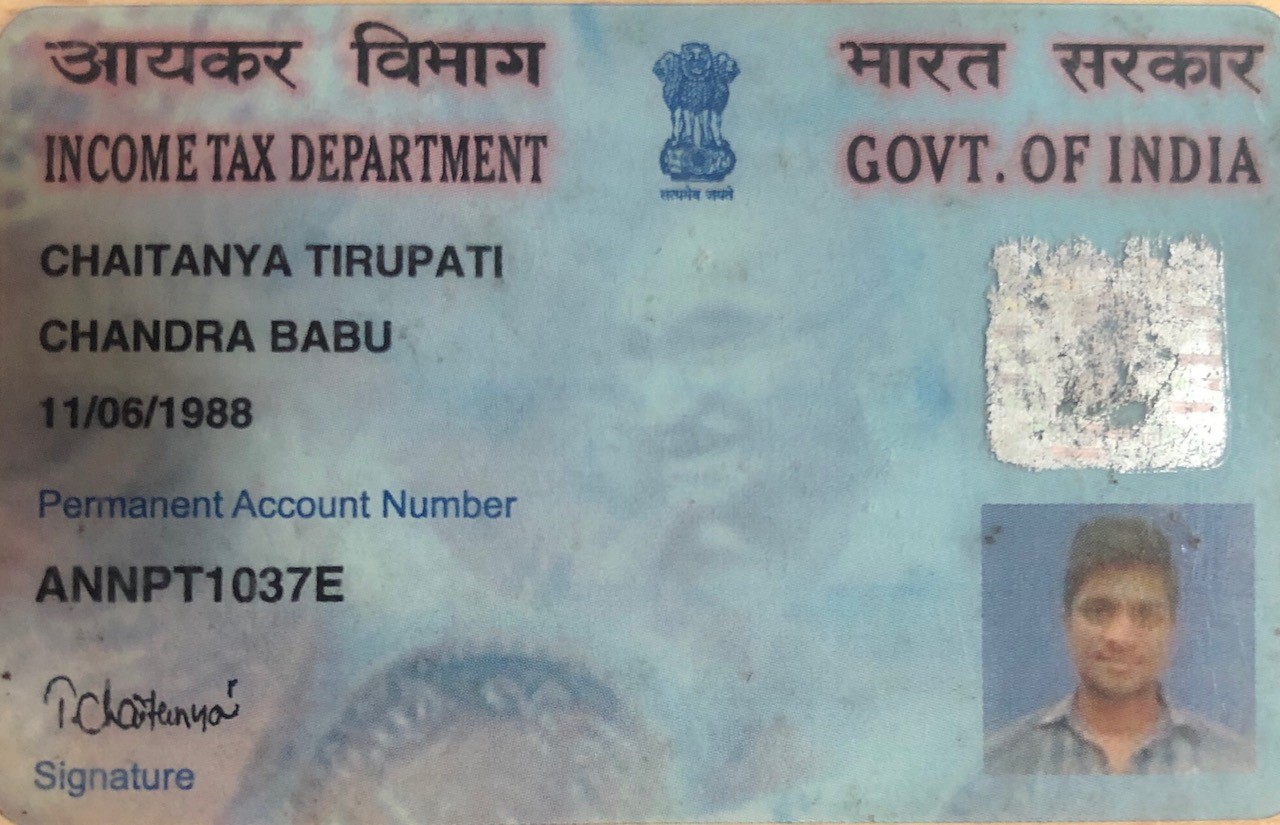 आयकर विभाग
INCOME TAX DEPARTMENT
सत्यमेव जयते
भारत सरकार
GOVT. OF INDIA
CHAITANYA TIRUPATI
CHANDRA BABU
11/06/1988
Permanent Account Number
ANNPT1037E
T.Chaitanya
Signature